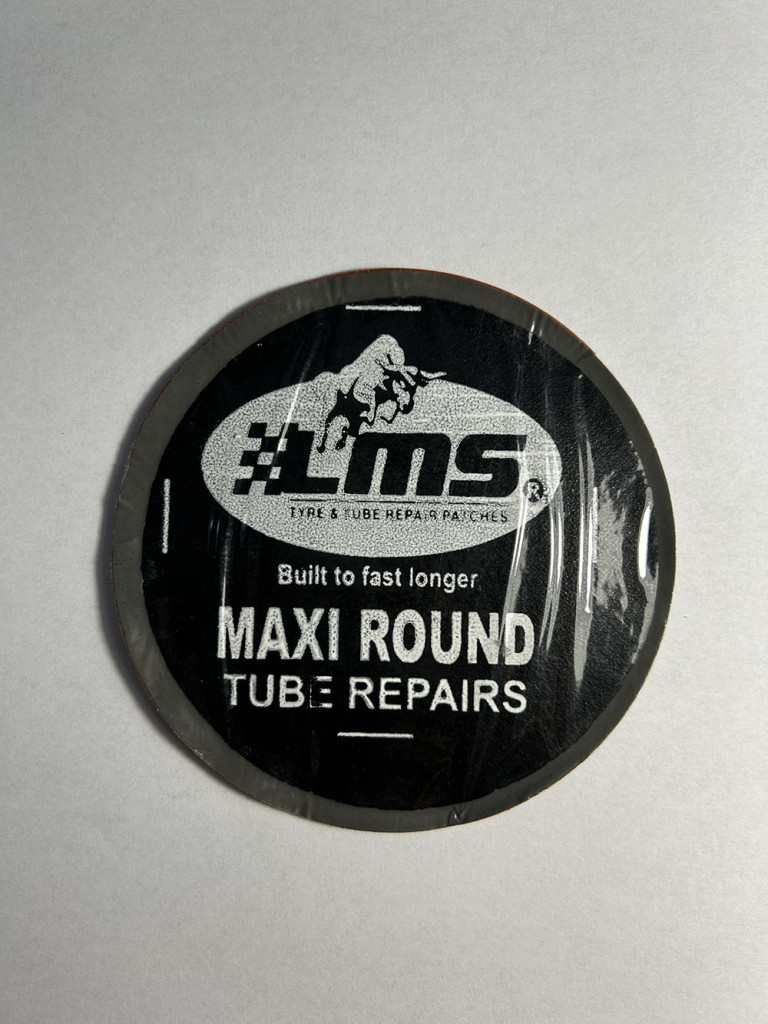 LMS ®
TYRE & TUBE REPAIR PATCHES
Built to fast longer
MAXI ROUND
TUBE REPAIRS